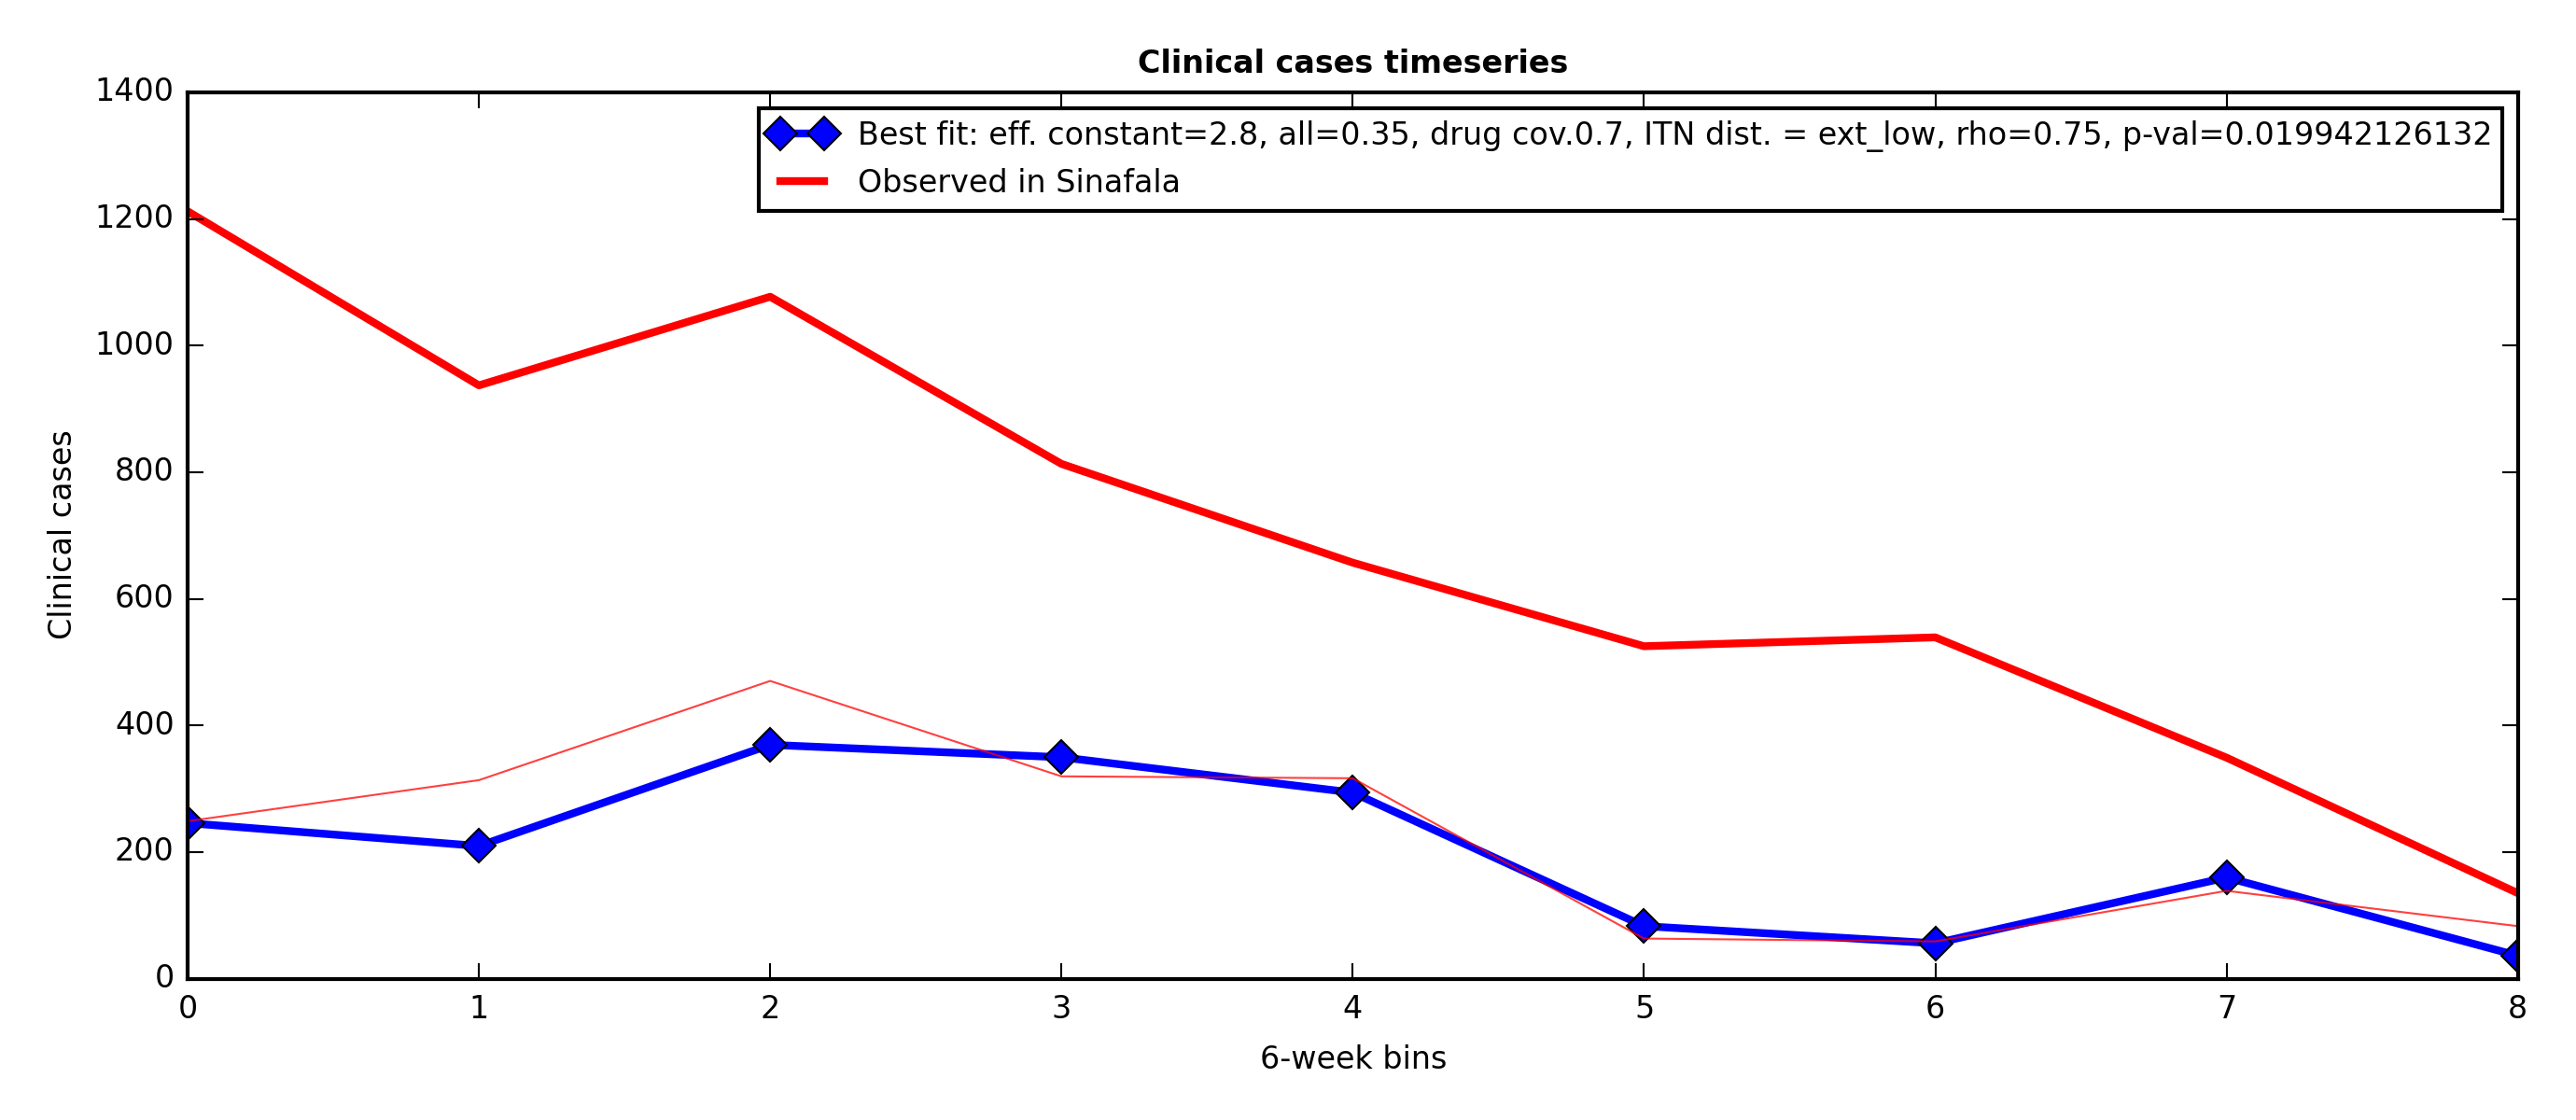 Clinical cases timeseries
1400
1200
1000
800
600
400
200
0
Clinical cases
Best fit: eff. constant=2.8, all=0.35, drug cov.0.7, ITN dist. = ext_low, rho=0.75, p-val=0.019942126132
Observed in Sinafala
0 1 2 3 4 5 6 7 8
6-week bins